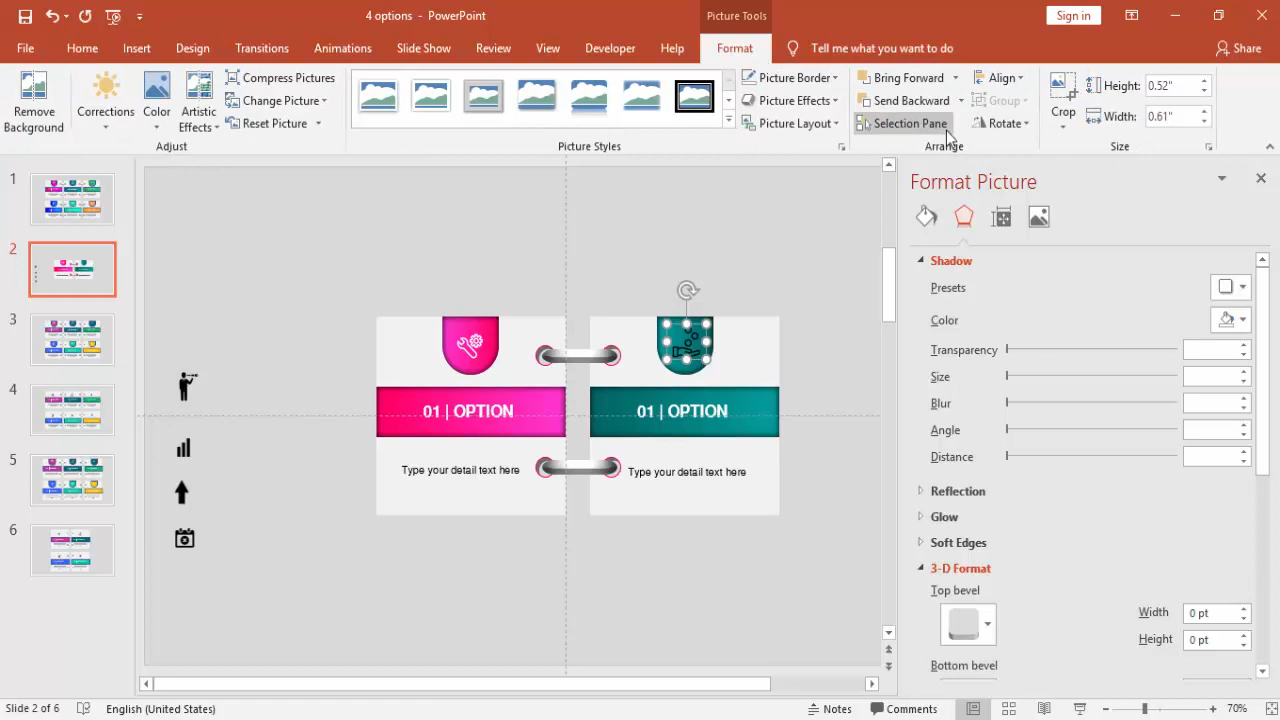 4 options - PowerPoint
Picture Tools
Sign in
File
Home
Insert
Design
Transitions
Animations
Slide Show
Review
View
Developer
Help
Format
Tell me what you want to do
Share
Remove Background
Corrections
Color
Artistic Effects
Compress Pictures
Change Picture
Reset Picture
Adjust
Picture Styles
Picture Border
Picture Effects
Picture Layout
Bring Forward
Send Backward
Selection Pane
Align
Group
Rotate
Arrange
Crop
Height: 0.52"
Width: 0.61"
Size
1
2
3
4
5
6
01 | OPTION
Type your detail text here
01 | OPTION
Type your detail text here
Format Picture
Shadow
Presets
Color
Transparency
Size
Blur
Angle
Distance
Reflection
Glow
Soft Edges
3-D Format
Top bevel
Width 0 pt
Height 0 pt
Bottom bevel
Slide 2 of 6
English (United States)
Notes
Comments
70%